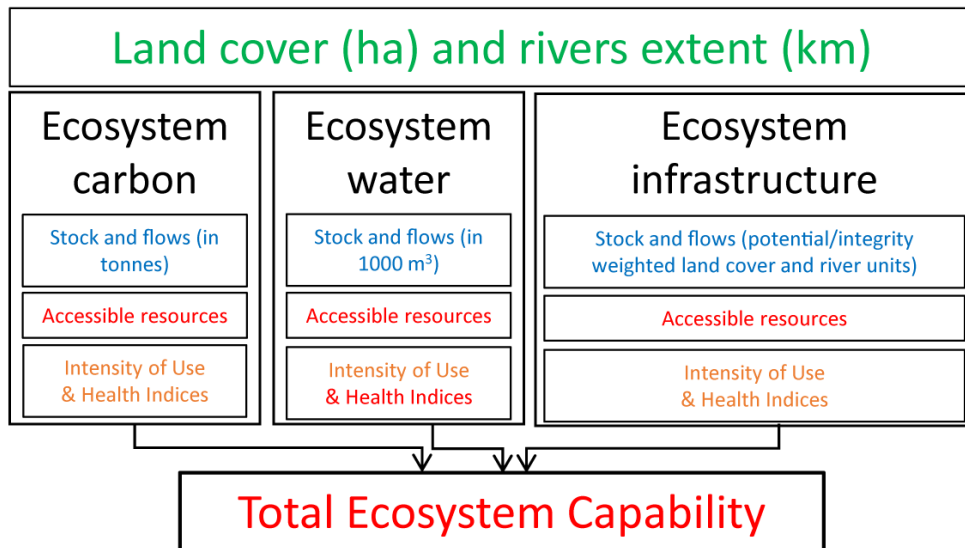 Land cover (ha) and rivers extent (km)
Ecosystem
carbon
Stock and flows (in
tonnes)
Accessible resources
Intensity of Use
& Health Indices
Ecosystem
water
Stock and flows (in
1000 m³)
Accessible resources
Intensity of Use
& Health Indices
Ecosystem
infrastructure
Stock and flows (potential/integrity
weighted land cover and river units)
Accessible resources
Intensity of Use
& Health Indices
Total Ecosystem Capability